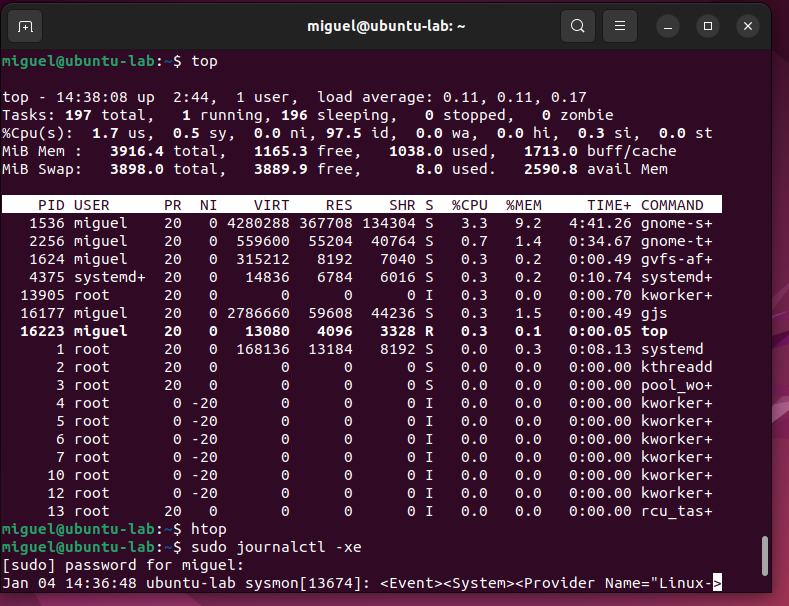 miguel@ubuntu-lab: ~
miguel@ubuntu-lab:~$ top
top - 14:38:08 up  2:44,  1 user,  load average: 0.11, 0.11, 0.17
Tasks: 197 total,   1 running, 196 sleeping,   0 stopped,   0 zombie
%Cpu(s):  1.7 us,  0.5 sy,  0.0 ni, 97.5 id,  0.0 wa,  0.0 hi,  0.3 si,  0.0 st
MiB Mem :   3916.4 total,   1165.3 free,   1038.0 used,   1713.0 buff/cache
MiB Swap:   3898.0 total,   3889.9 free,      8.0 used.   2590.8 avail Mem
PID USER      PR  NI    VIRT    RES    SHR S  %CPU  %MEM     TIME+ COMMAND
1536 miguel    20   0 4280288 367708 134304 S   3.3   9.2   4:41.26 gnome-s+
2256 miguel    20   0  559600  55204  40764 S   0.7   1.4   0:34.67 gnome-t+
1624 miguel    20   0  315212   8192   7040 S   0.3   0.2   0:00.49 gvfs-af+
4375 systemd+  20   0   14836   6784   6016 S   0.3   0.2   0:10.74 systemd+
13905 root      20   0       0      0      0 I   0.3   0.0   0:00.70 kworker+
16177 miguel    20   0 2786660  59608  44236 S   0.3   1.5   0:00.49 gjs
16223 miguel    20   0   13080   4096   3328 R   0.3   0.1   0:00.05 top
1 root      20   0  168136  13184   8192 S   0.0   0.3   0:08.13 systemd
2 root      20   0       0      0      0 S   0.0   0.0   0:00.00 kthreadd
3 root      20   0       0      0      0 S   0.0   0.0   0:00.00 pool_wo+
4 root       0 -20       0      0      0 I   0.0   0.0   0:00.00 kworker+
5 root       0 -20       0      0      0 I   0.0   0.0   0:00.00 kworker+
6 root       0 -20       0      0      0 I   0.0   0.0   0:00.00 kworker+
7 root       0 -20       0      0      0 I   0.0   0.0   0:00.00 kworker+
10 root       0 -20       0      0      0 I   0.0   0.0   0:00.00 kworker+
12 root       0 -20       0      0      0 I   0.0   0.0   0:00.00 kworker+
13 root      20   0       0      0      0 I   0.0   0.0   0:00.00 rcu_tas+
miguel@ubuntu-lab:~$ htop
miguel@ubuntu-lab:~$ sudo journalctl -xe
[sudo] password for miguel:
Jan 04 14:36:48 ubuntu-lab sysmon[13674]: <Event><System><Provider Name="Linux->